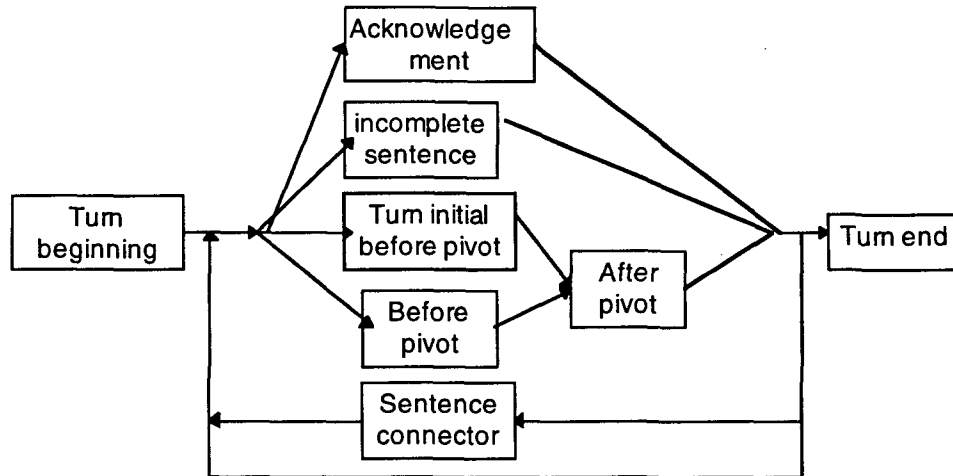 Acknowledge
ment
incomplete
sentence
Turn
beginning
Turn initial
before pivot
Turn end
After
pivot
Before
pivot
Sentence
connector